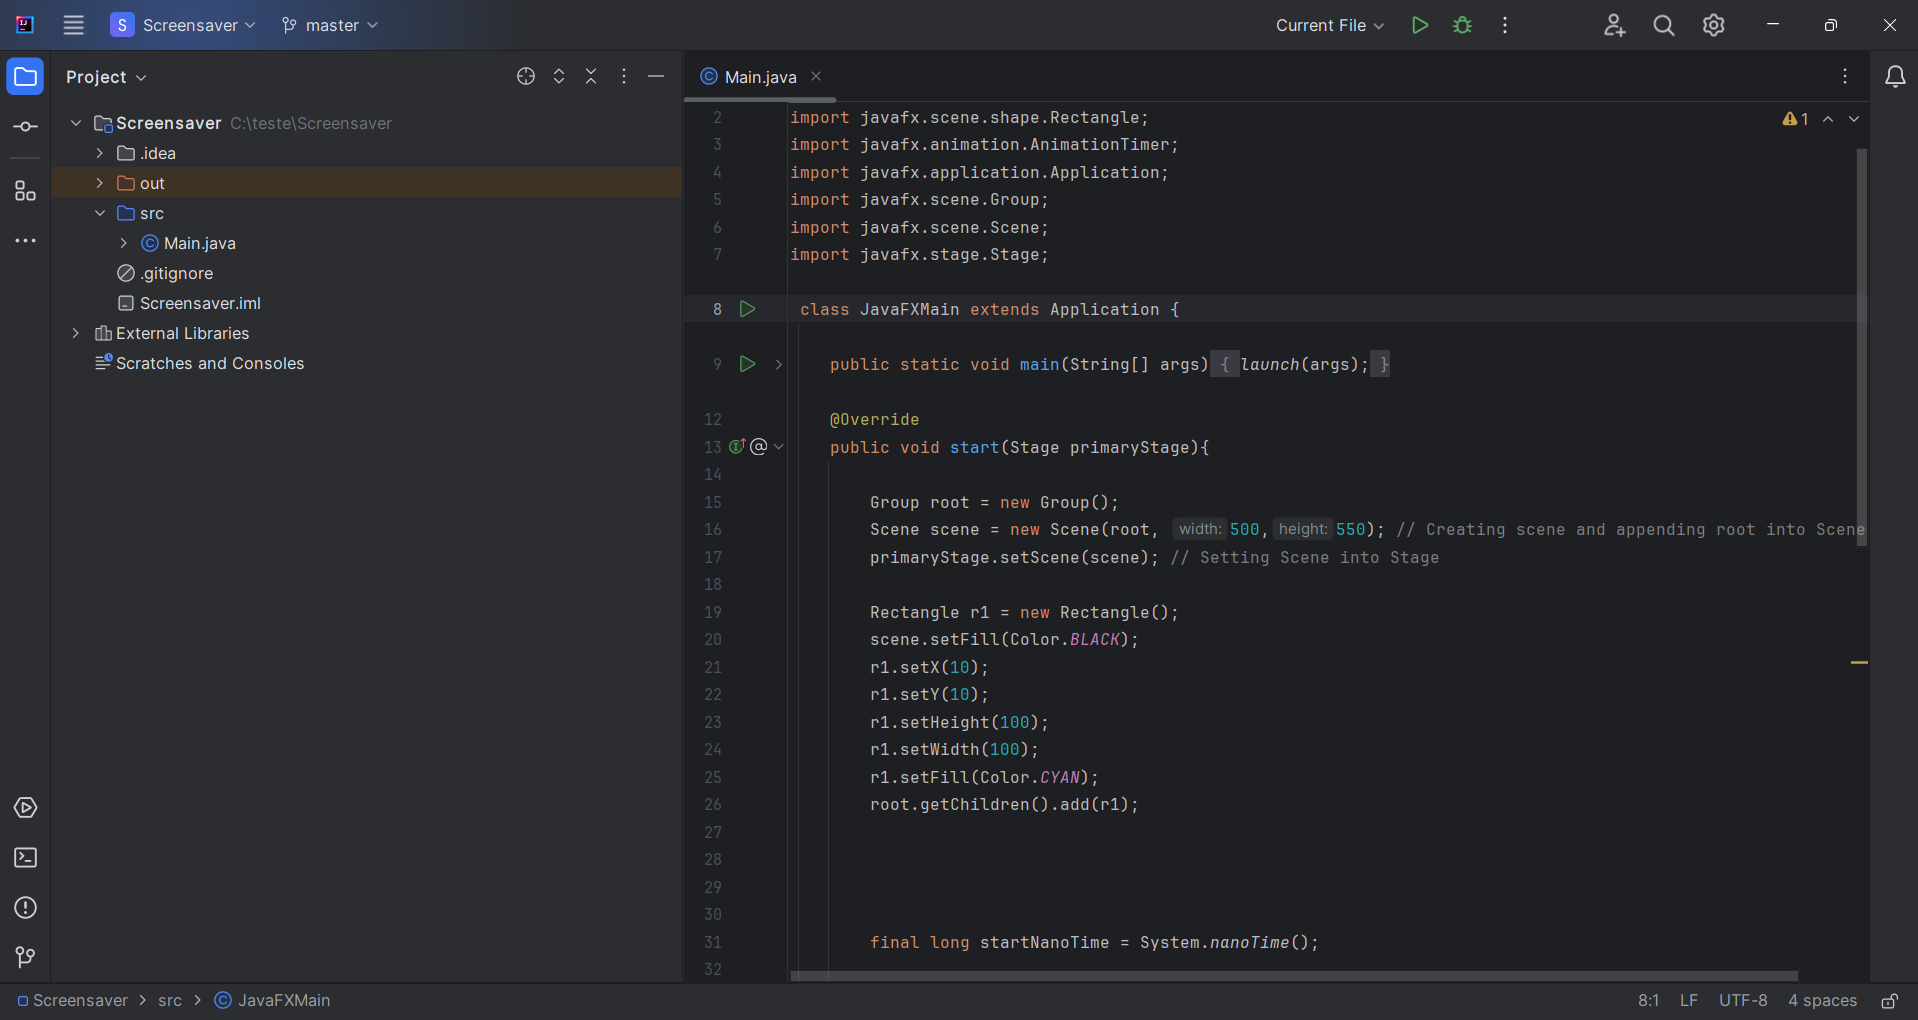 S Screensaver master Current File
Project
Screensaver C:\teste\Screensaver
.idea
out
src
Main.java
.gitignore
Screensaver.iml
External Libraries
Scratches and Consoles
Main.java
1
2 import javafx.scene.shape.Rectangle;
3 import javafx.animation.AnimationTimer;
4 import javafx.application.Application;
5 import javafx.scene.Group;
6 import javafx.scene.Scene;
7 import javafx.stage.Stage;
8 class JavaFXMain extends Application {
9 public static void main(String[] args) { launch(args); }
12 @Override
13 public void start(Stage primaryStage){
14
15 Group root = new Group();
16 Scene scene = new Scene(root, width: 500, height: 550); // Creating scene and appending root into Scene
17 primaryStage.setScene(scene); // Setting Scene into Stage
18
19 Rectangle r1 = new Rectangle();
20 scene.setFill(Color.BLACK);
21 r1.setX(10);
22 r1.setY(10);
23 r1.setHeight(100);
24 r1.setWidth(100);
25 r1.setFill(Color.CYAN);
26 root.getChildren().add(r1);
27
28
29
30
31 final long startNanoTime = System.nanoTime();
32
Screensaver > src > JavaFXMain 8:1 LF UTF-8 4 spaces